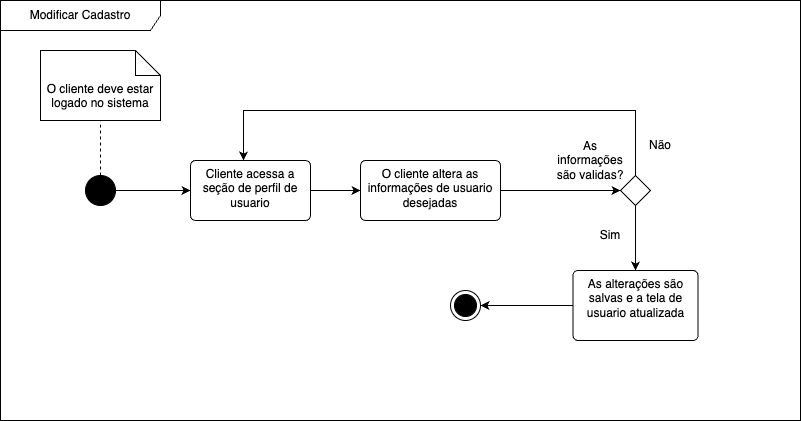 Modificar Cadastro
O cliente deve estar
logado no sistema
Cliente acessa a
seção de perfil de
usuario
O cliente altera as
informações de usuario
desejadas
As
informações
são validas?
Não
Sim
As alterações são
salvas e a tela de
usuario atualizada